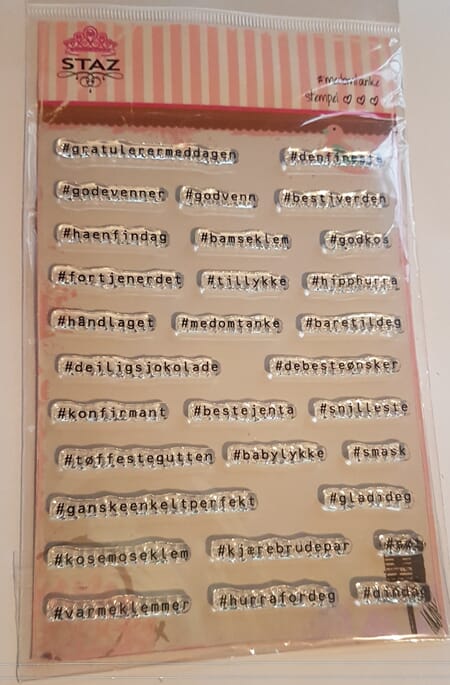 STAZ
#medomtanke
stempel ♡ ♡ ♡
#gratulerermeddagen #denfineste
#godevenner #godvenn #bestiverden
#haenfindag #bamseklem #godkos
#fortjenerdet #tillykke #hipphurra
#håndlaget #medomtanke #baretildeg
#deiligsjokolade #debesteønsker
#konfirmant #bestejenta #snilleste
#tøffestegutten #babylykke #smask
#ganskeenkeltperfekt #gladideg
#kosemoseklem #kjærebrudepar
#varmeklemmer #hurrafordeg #dindag